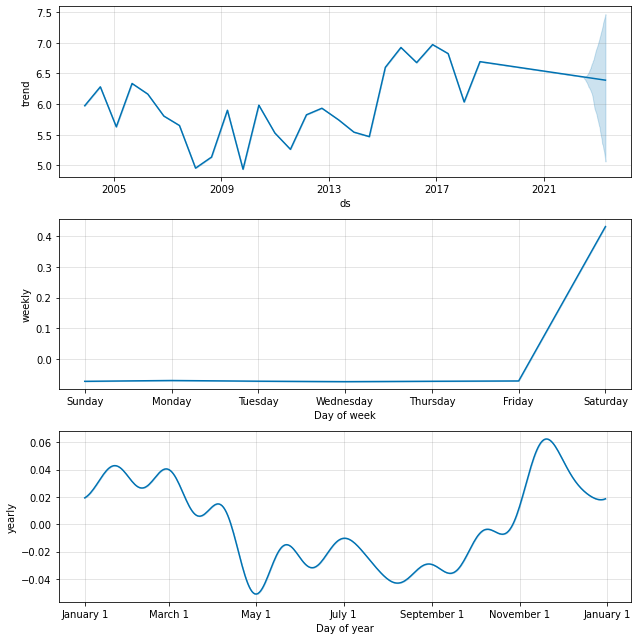 7.5
7.0
6.5
6.0
5.5
5.0
trend
2005 2009 2013 2017 2021
ds
0.4
0.3
0.2
0.1
0.0
weekly
Sunday Monday Tuesday Wednesday Thursday Friday Saturday
Day of week
0.06
0.04
0.02
0.00
−0.02
−0.04
yearly
January 1 March 1 May 1 July 1 September 1 November 1 January 1
Day of year